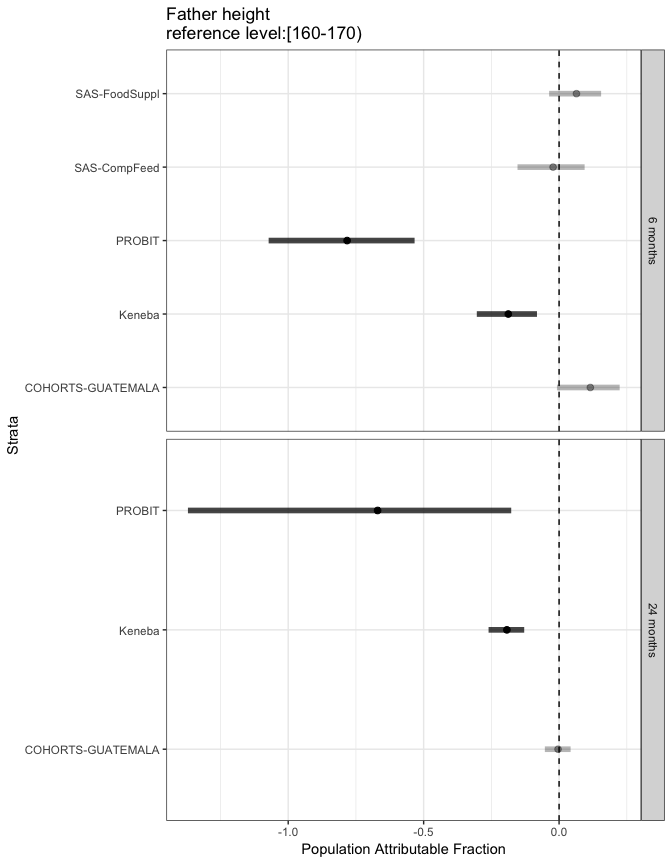 Father height
reference level:[160-170)
SAS-FoodSuppl
SAS-CompFeed
PROBIT
Keneba
COHORTS-GUATEMALA
6 months
Strata
PROBIT
Keneba
COHORTS-GUATEMALA
24 months
-1.0
-0.5
0.0
Population Attributable Fraction